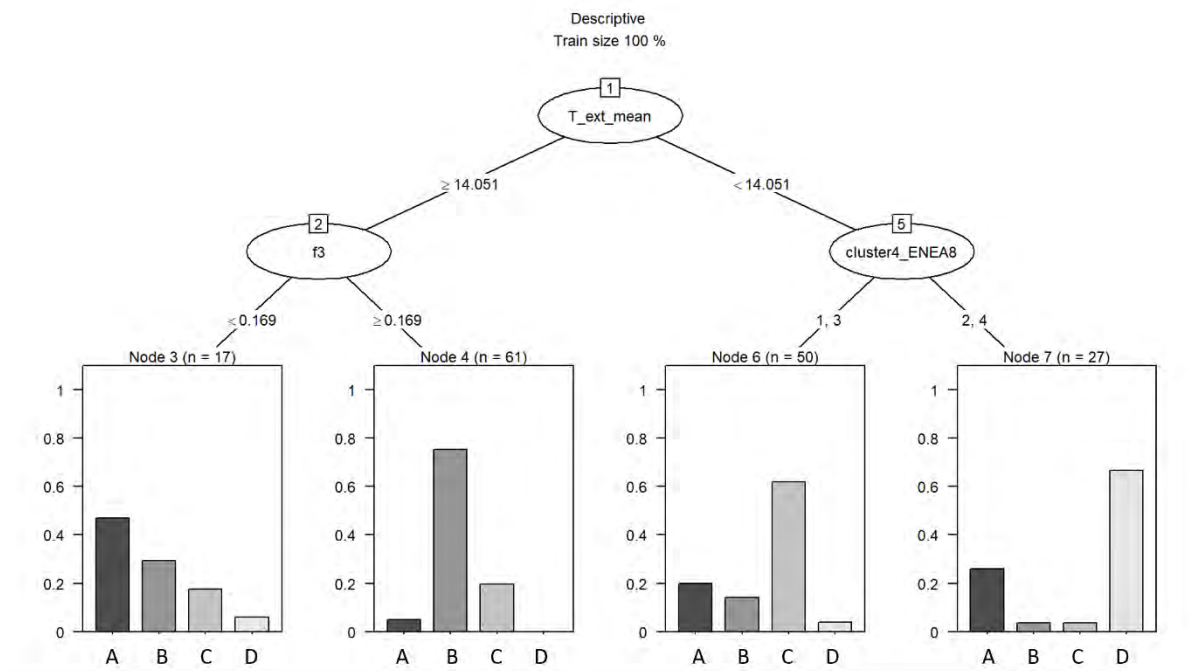 Descriptive
Train size 100 %
1
T_ext_mean
≥ 14.051
< 14.051
2
f3
5
cluster4_ENEA8
< 0.169
≥ 0.169
1, 3
2, 4
Node 3 (n = 17)
Node 4 (n = 61)
Node 6 (n = 50)
Node 7 (n = 27)
1 1 1 1
0.8 0.8 0.8 0.8
0.6 0.6 0.6 0.6
0.4 0.4 0.4 0.4
0.2 0.2 0.2 0.2
0 0 0 0
A B C D A B C D A B C D A B C D